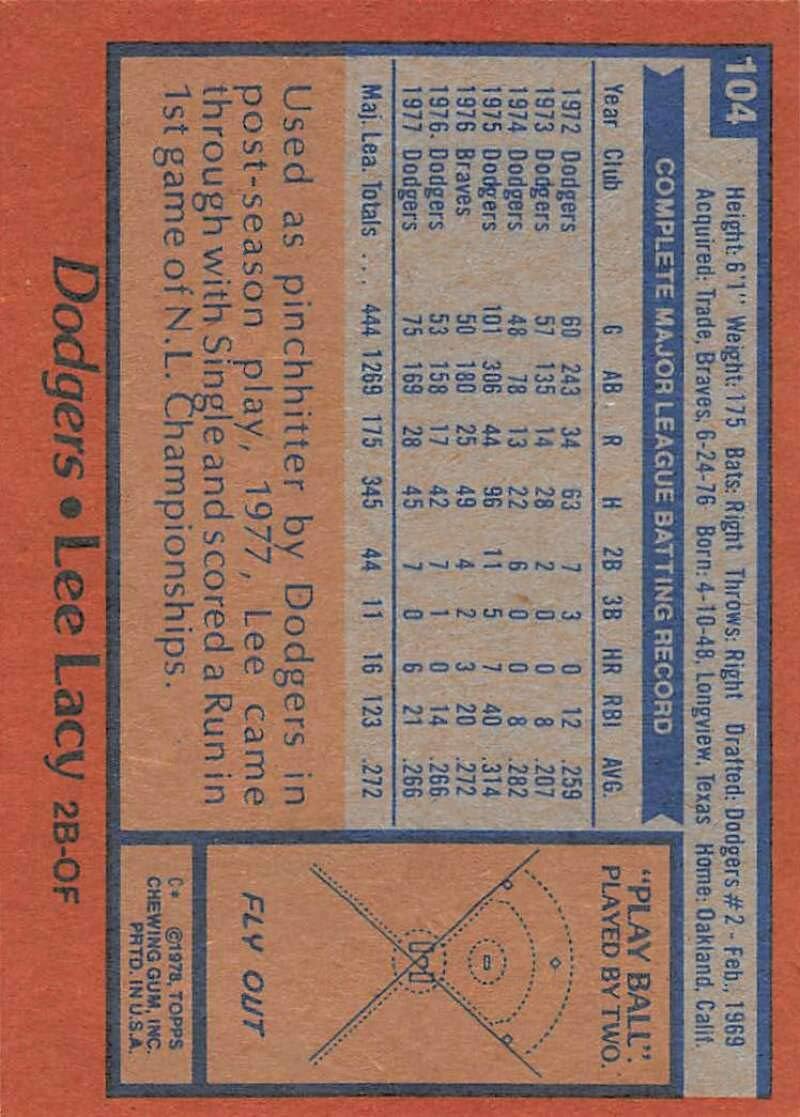 104
Height: 6'1" Weight: 175 Bats: Right Throws: Right Drafted: Dodgers #2 - Feb., 1969
Acquired: Trade, Braves, 6-24-76 Born: 4-10-48, Longview, Texas Home: Oakland, Calif.
COMPLETE MAJOR LEAGUE BATTING RECORD
Year Club G AB R H 2B 3B HR RBI AVG.
1972 Dodgers 60 243 34 63 7 3 0 12 .259
1973 Dodgers 57 135 14 28 2 0 0 8 .207
1974 Dodgers 48 78 13 22 6 0 0 8 .282
1975 Dodgers 101 306 44 96 11 5 7 40 .314
1976 Braves 50 180 25 49 4 2 3 20 .272
1976. Dodgers 53 158 17 42 7 1 0 14 .266
1977 Dodgers 75 169 28 45 7 0 6 21 .266
Maj. Lea. Totals ... 444 1269 175 345 44 11 16 123 .272
Used as pinchhitter by Dodgers in
post-season play, 1977, Lee came
through with Single and scored a Run in
1st game of N.L. Championships.
"PLAY BALL"
PLAYED BY TWO.
FLY OUT
C* ©1978, TOPPS
CHEWING GUM, INC.
PRTD. IN U.S.A.
Dodgers • Lee Lacy 2B-OF